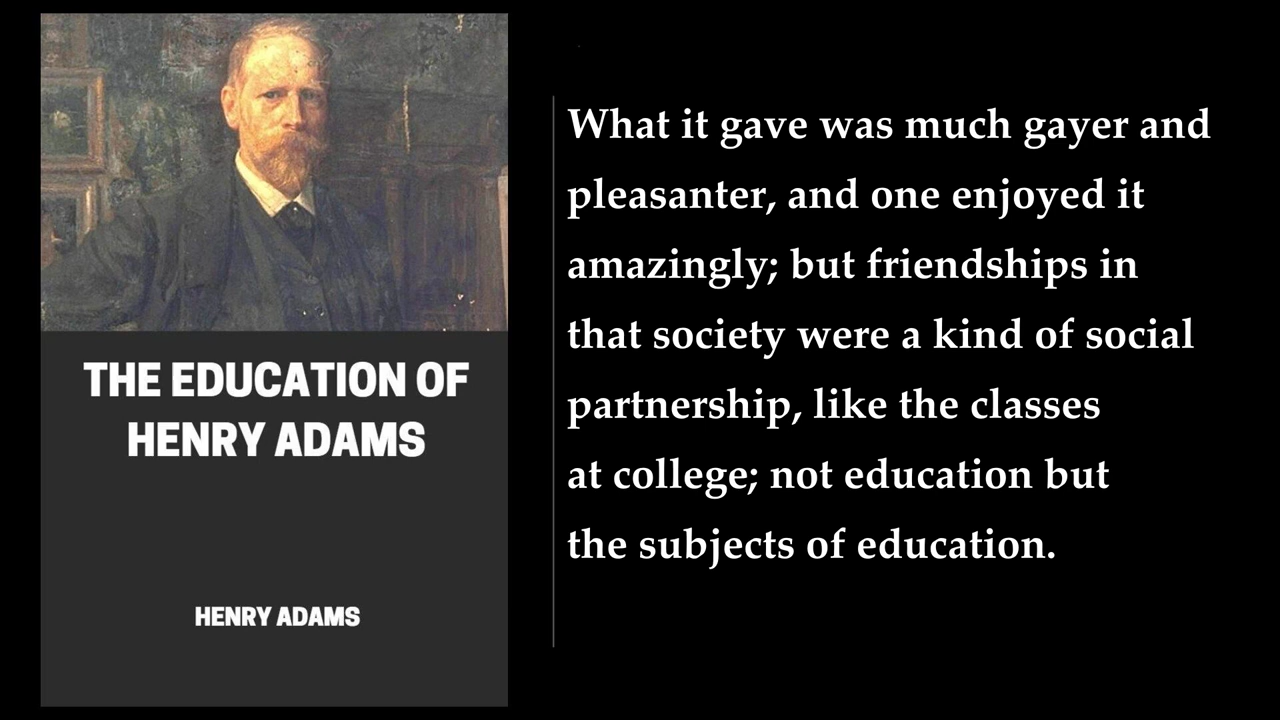 THE EDUCATION OF
HENRY ADAMS
HENRY ADAMS
What it gave was much gayer and
pleasanter, and one enjoyed it
amazingly; but friendships in
that society were a kind of social
partnership, like the classes
at college; not education but
the subjects of education.